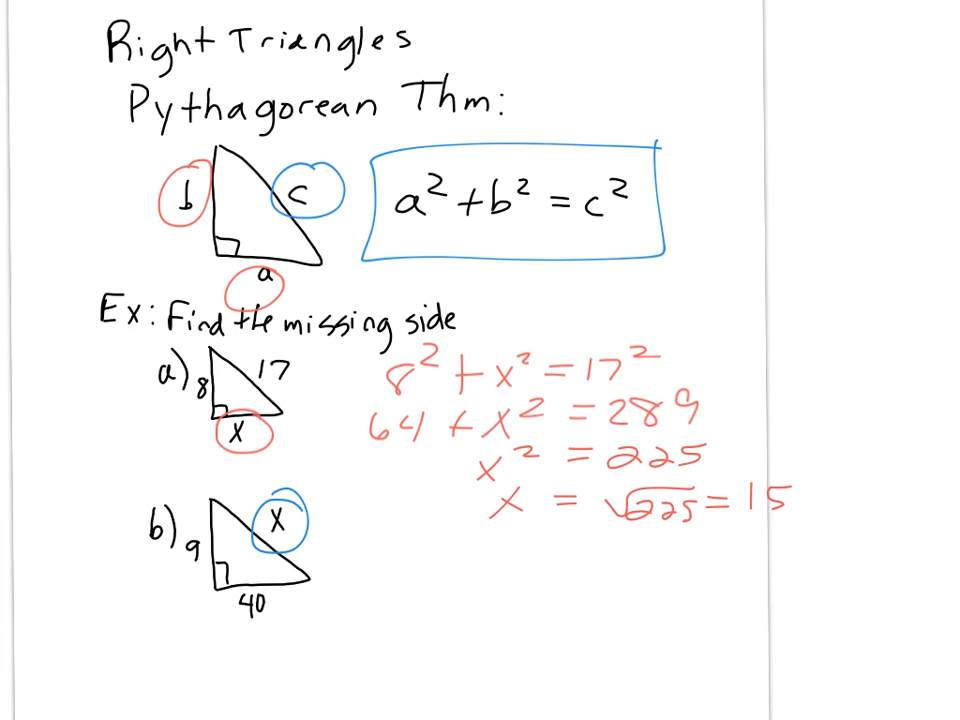 Right Triangles
Pythagorean Thm:
b
c
a² + b² = c²
a
Ex: Find the missing side
a) 8 17
x
8² + x² = 17²
64 + x² = 289
x² = 225
x = √225 = 15
b) 9 x
40